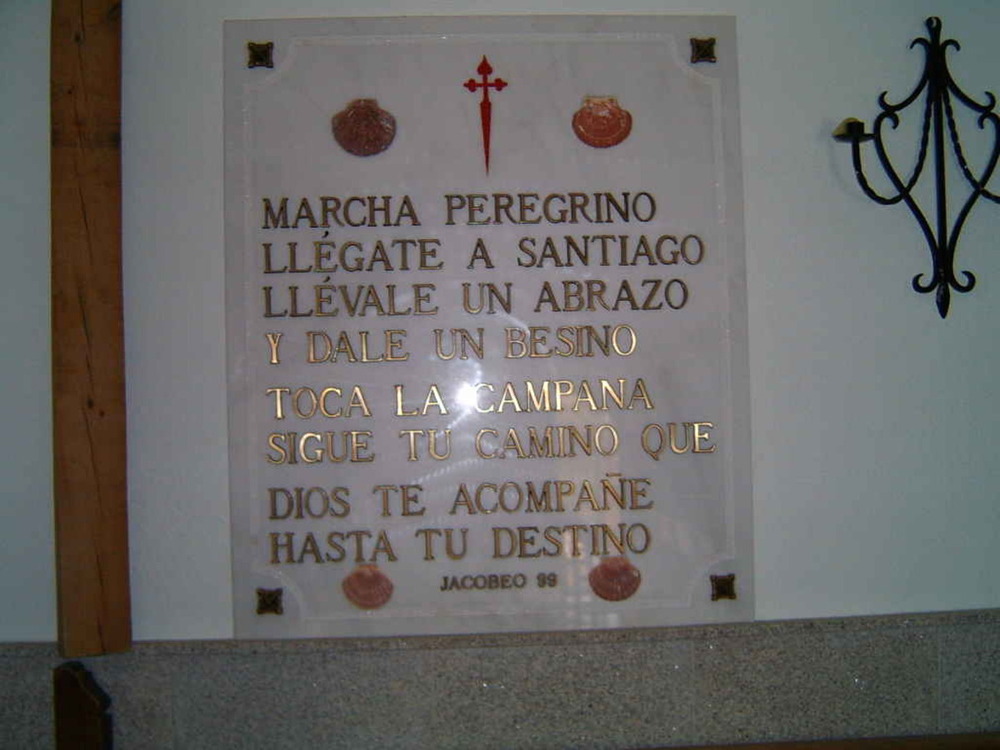 MARCHA PEREGRINO
LLÉGATE A SANTIAGO
LLÉVALE UN ABRAZO
Y DALE UN BESINO
TOCA LA CAMPANA
SIGUE TU CAMINO QUE
DIOS TE ACOMPAÑE
HASTA TU DESTINO
JACOBEO 99